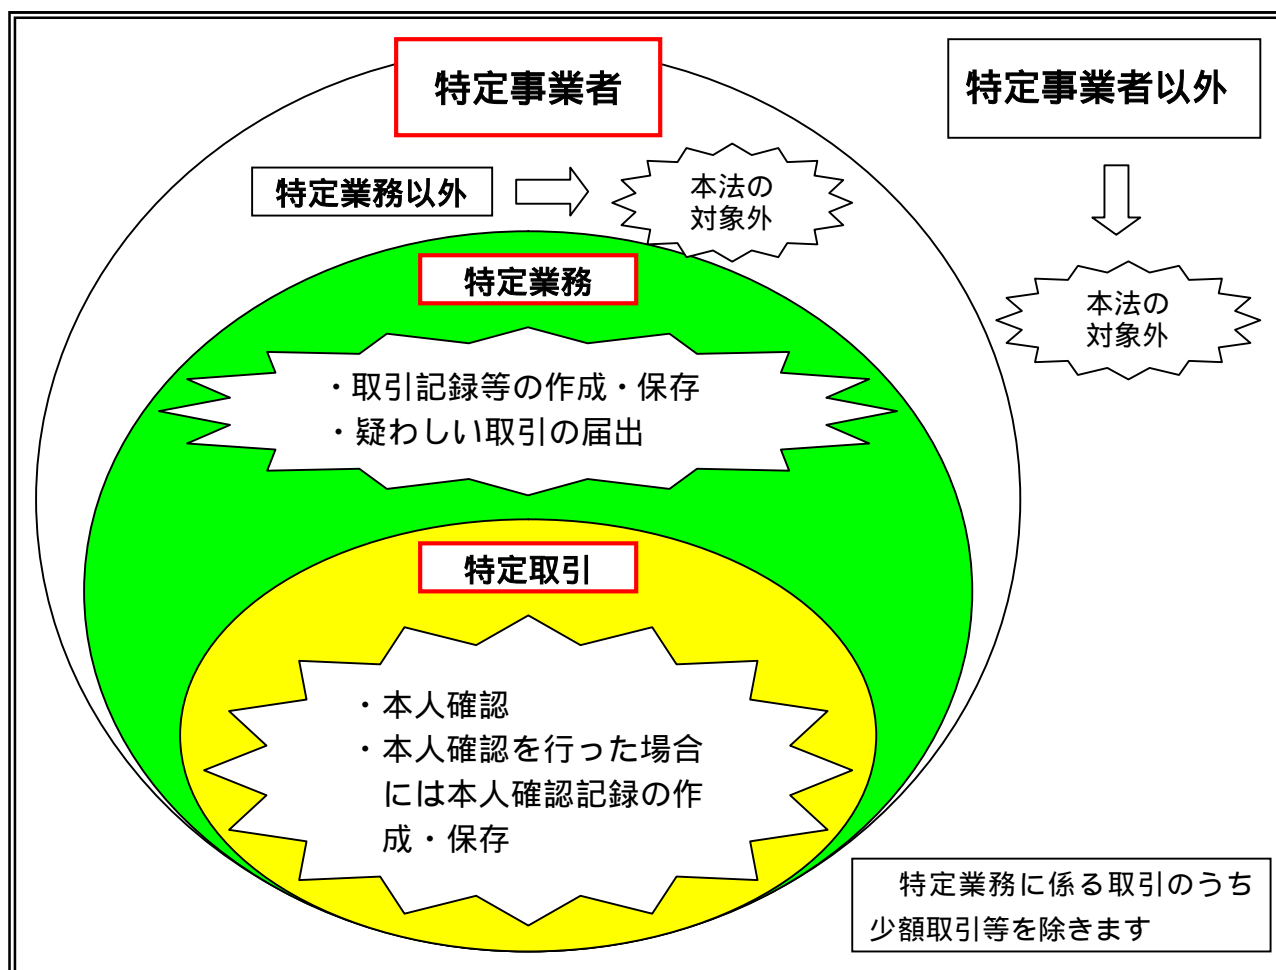 特定事業者
特定事業者以外
特定業務以外
本法の
対象外
本法の
対象外
特定業務
・取引記録等の作成・保存
・疑わしい取引の届出
特定取引
・本人確認
・本人確認を行った場合
には本人確認記録の作
成・保存
特定業務に係る取引のうち
少額取引等を除きます